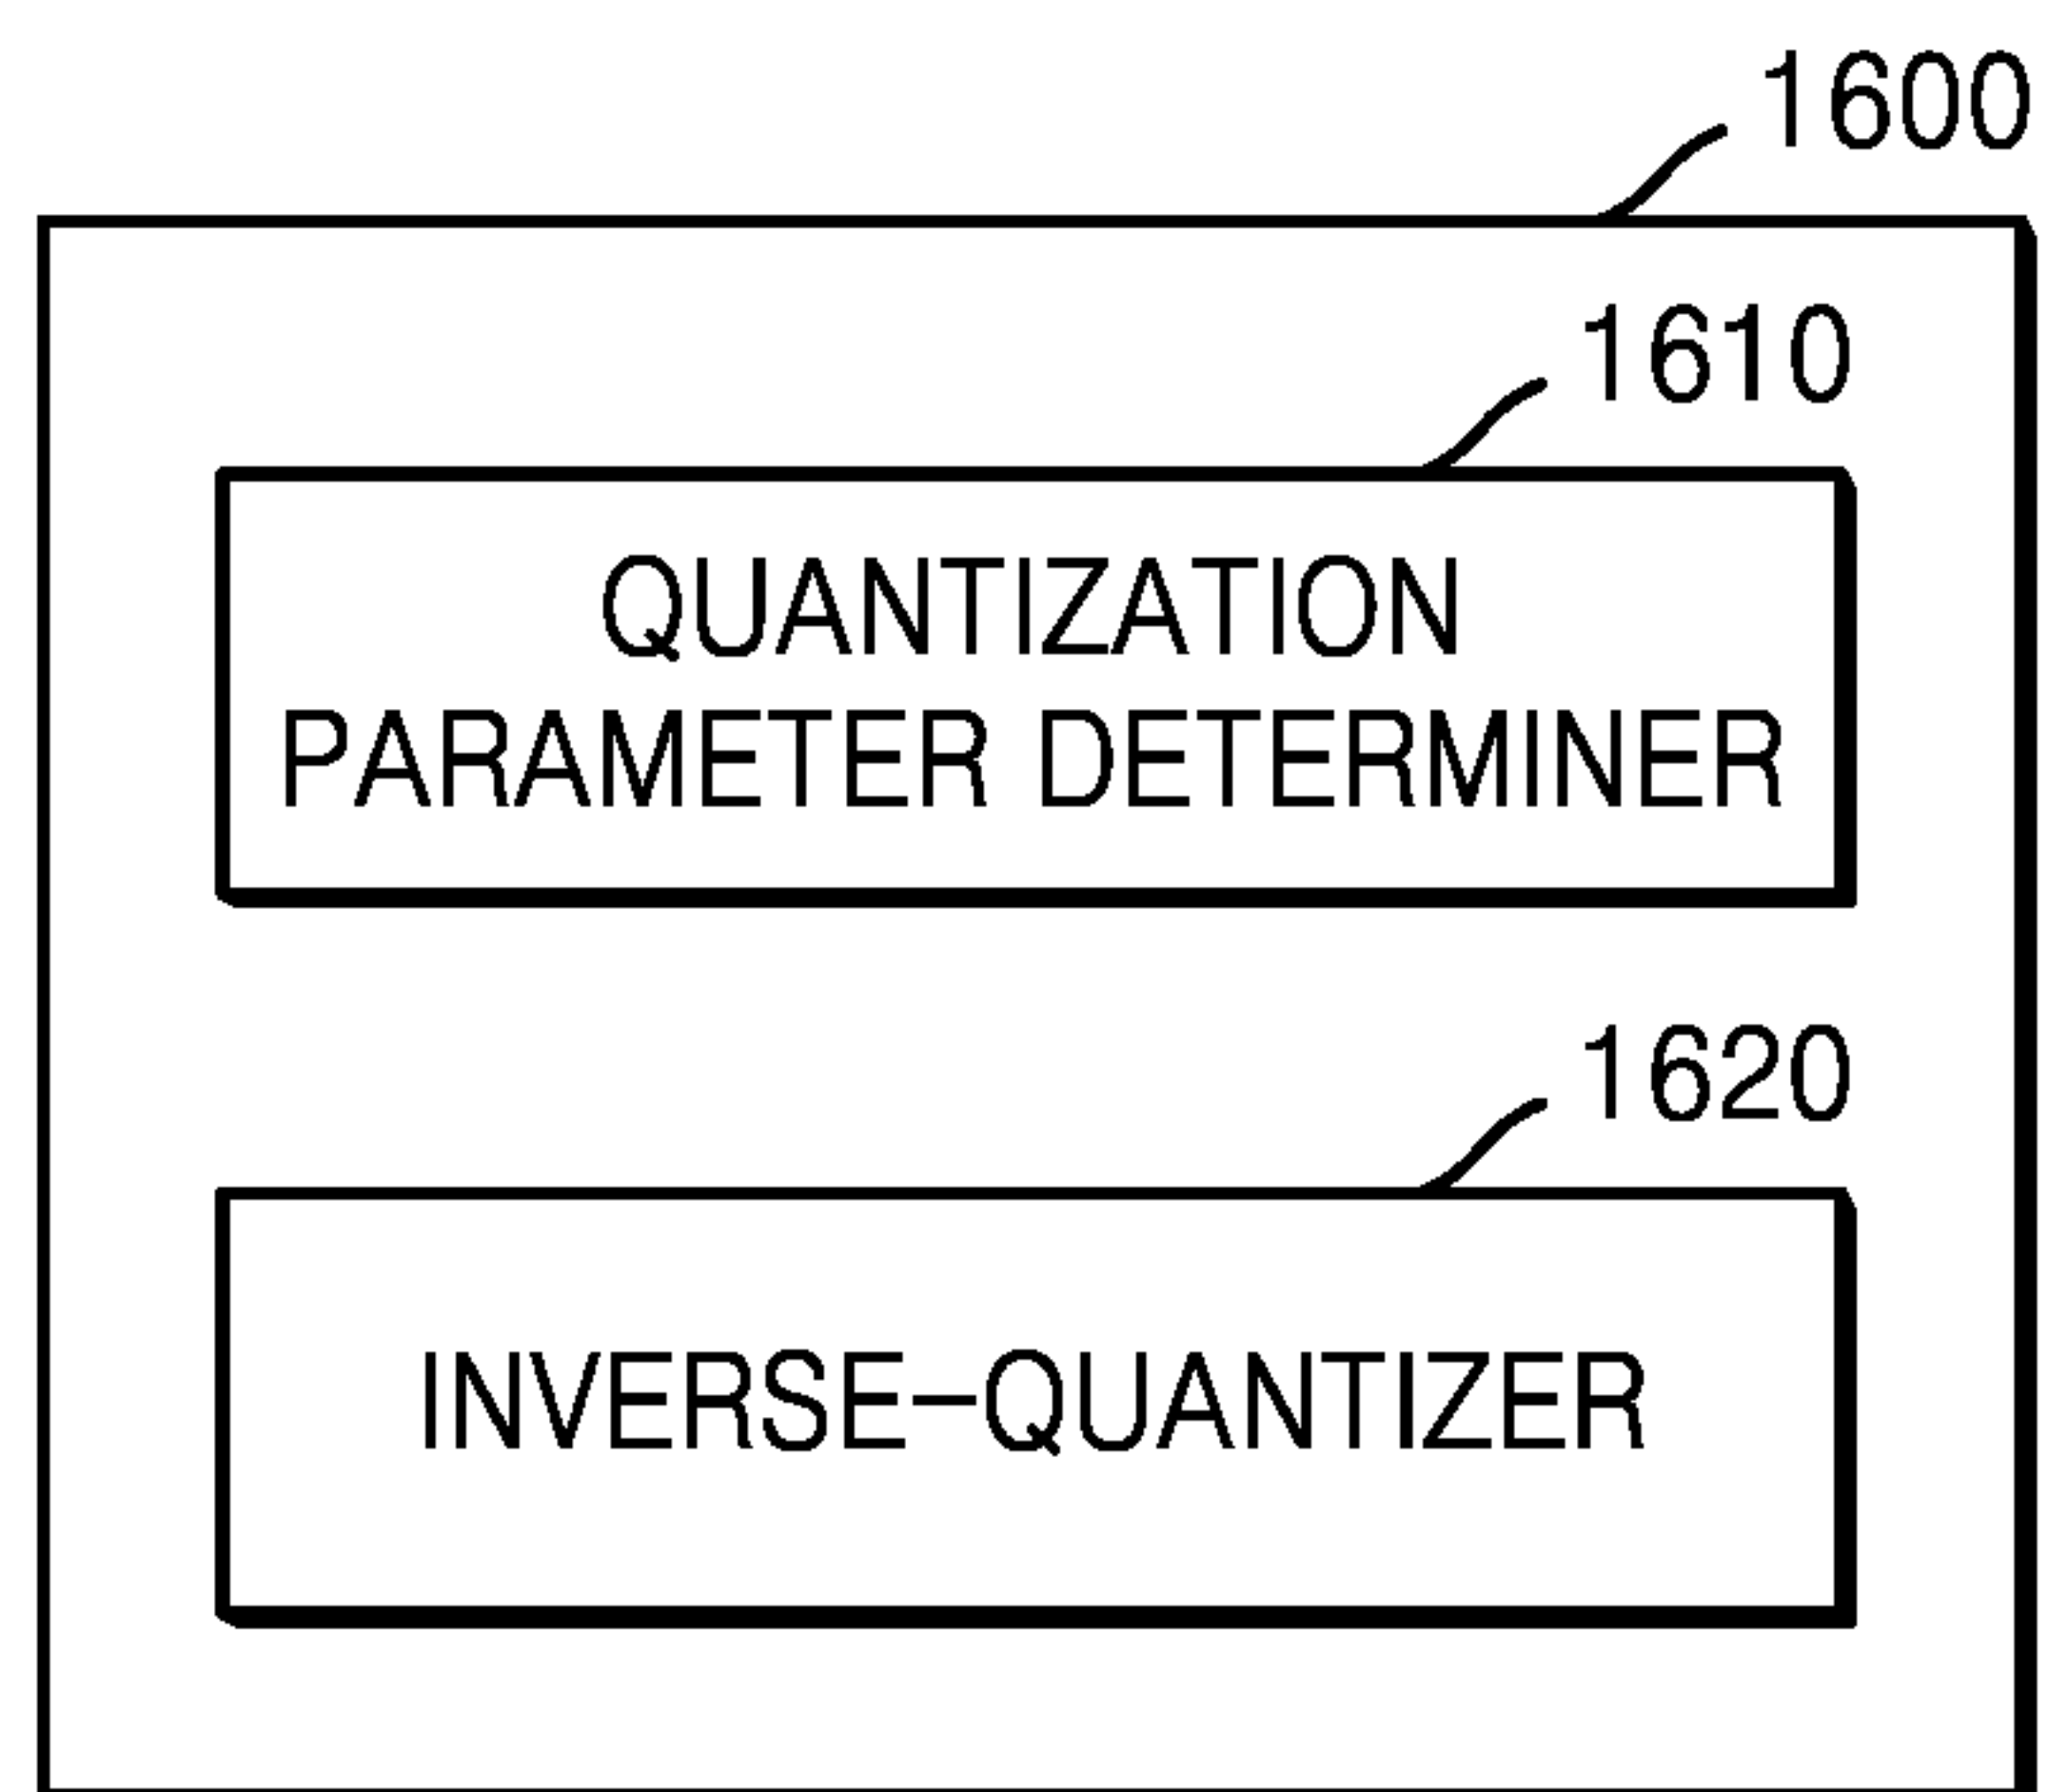 1600
1610
QUANTIZATION
PARAMETER DETERMINER
1620
INVERSE-QUANTIZER